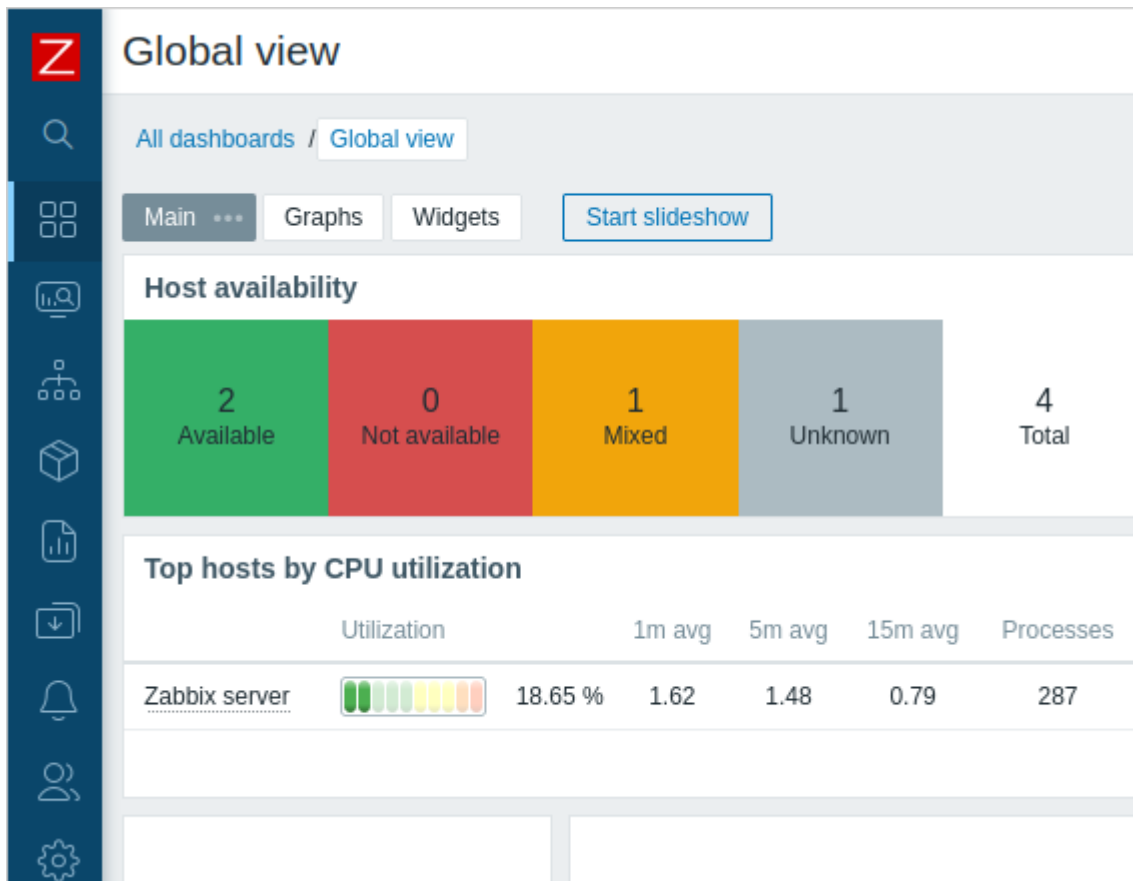 Z
Global view
All dashboards / Global view
Main ••• Graphs Widgets Start slideshow
Host availability
2 0 1 1 4
Available Not available Mixed Unknown Total
Top hosts by CPU utilization
Utilization 1m avg 5m avg 15m avg Processes
Zabbix server 18.65 % 1.62 1.48 0.79 287